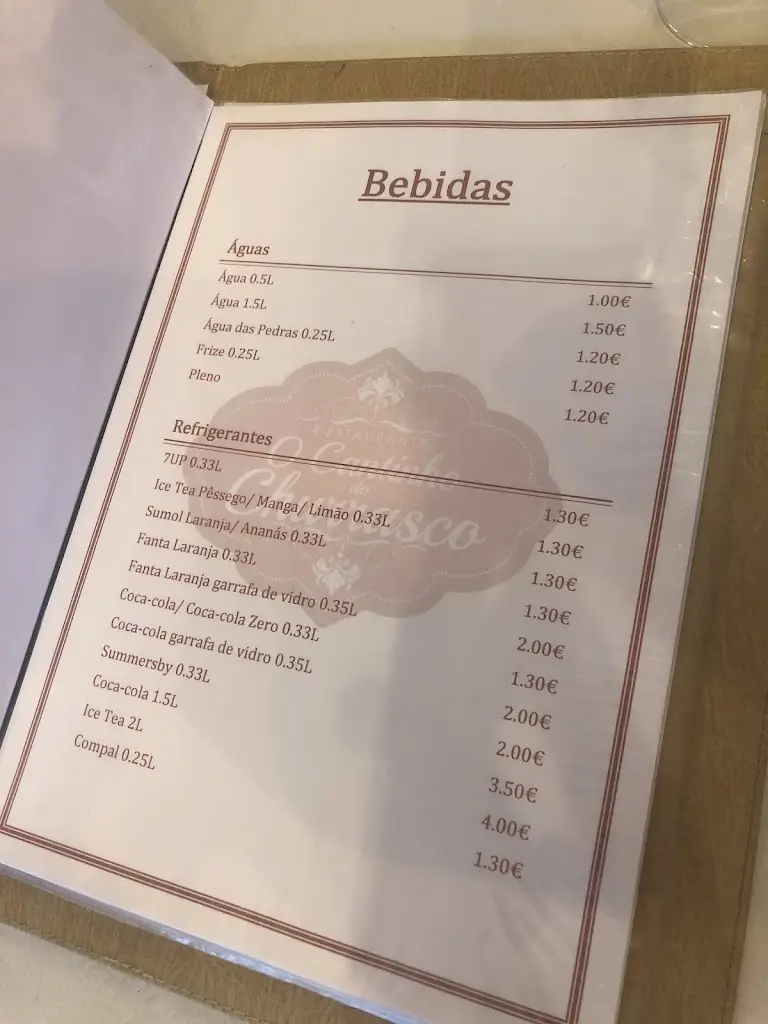 Bebidas
Águas
Água 0.5L 1.00€
Água 1.5L 1.50€
Água das Pedras 0.25L 1.20€
Frize 0.25L 1.20€
Pleno 1.20€
Refrigerantes
7UP 0.33L 1.30€
Ice Tea Pêssego/ Manga/ Limão 0.33L 1.30€
Sumol Laranja/ Ananás 0.33L 1.30€
Fanta Laranja 0.33L 1.30€
Fanta Laranja garrafa de vidro 0.35L 2.00€
Coca-cola/ Coca-cola Zero 0.33L 1.30€
Coca-cola garrafa de vidro 0.35L 2.00€
Summersby 0.33L 2.00€
Coca-cola 1.5L 3.50€
Ice Tea 2L 4.00€
Compal 0.25L 1.30€
RESTAURANTE
O Cantinho
do
Churrasco